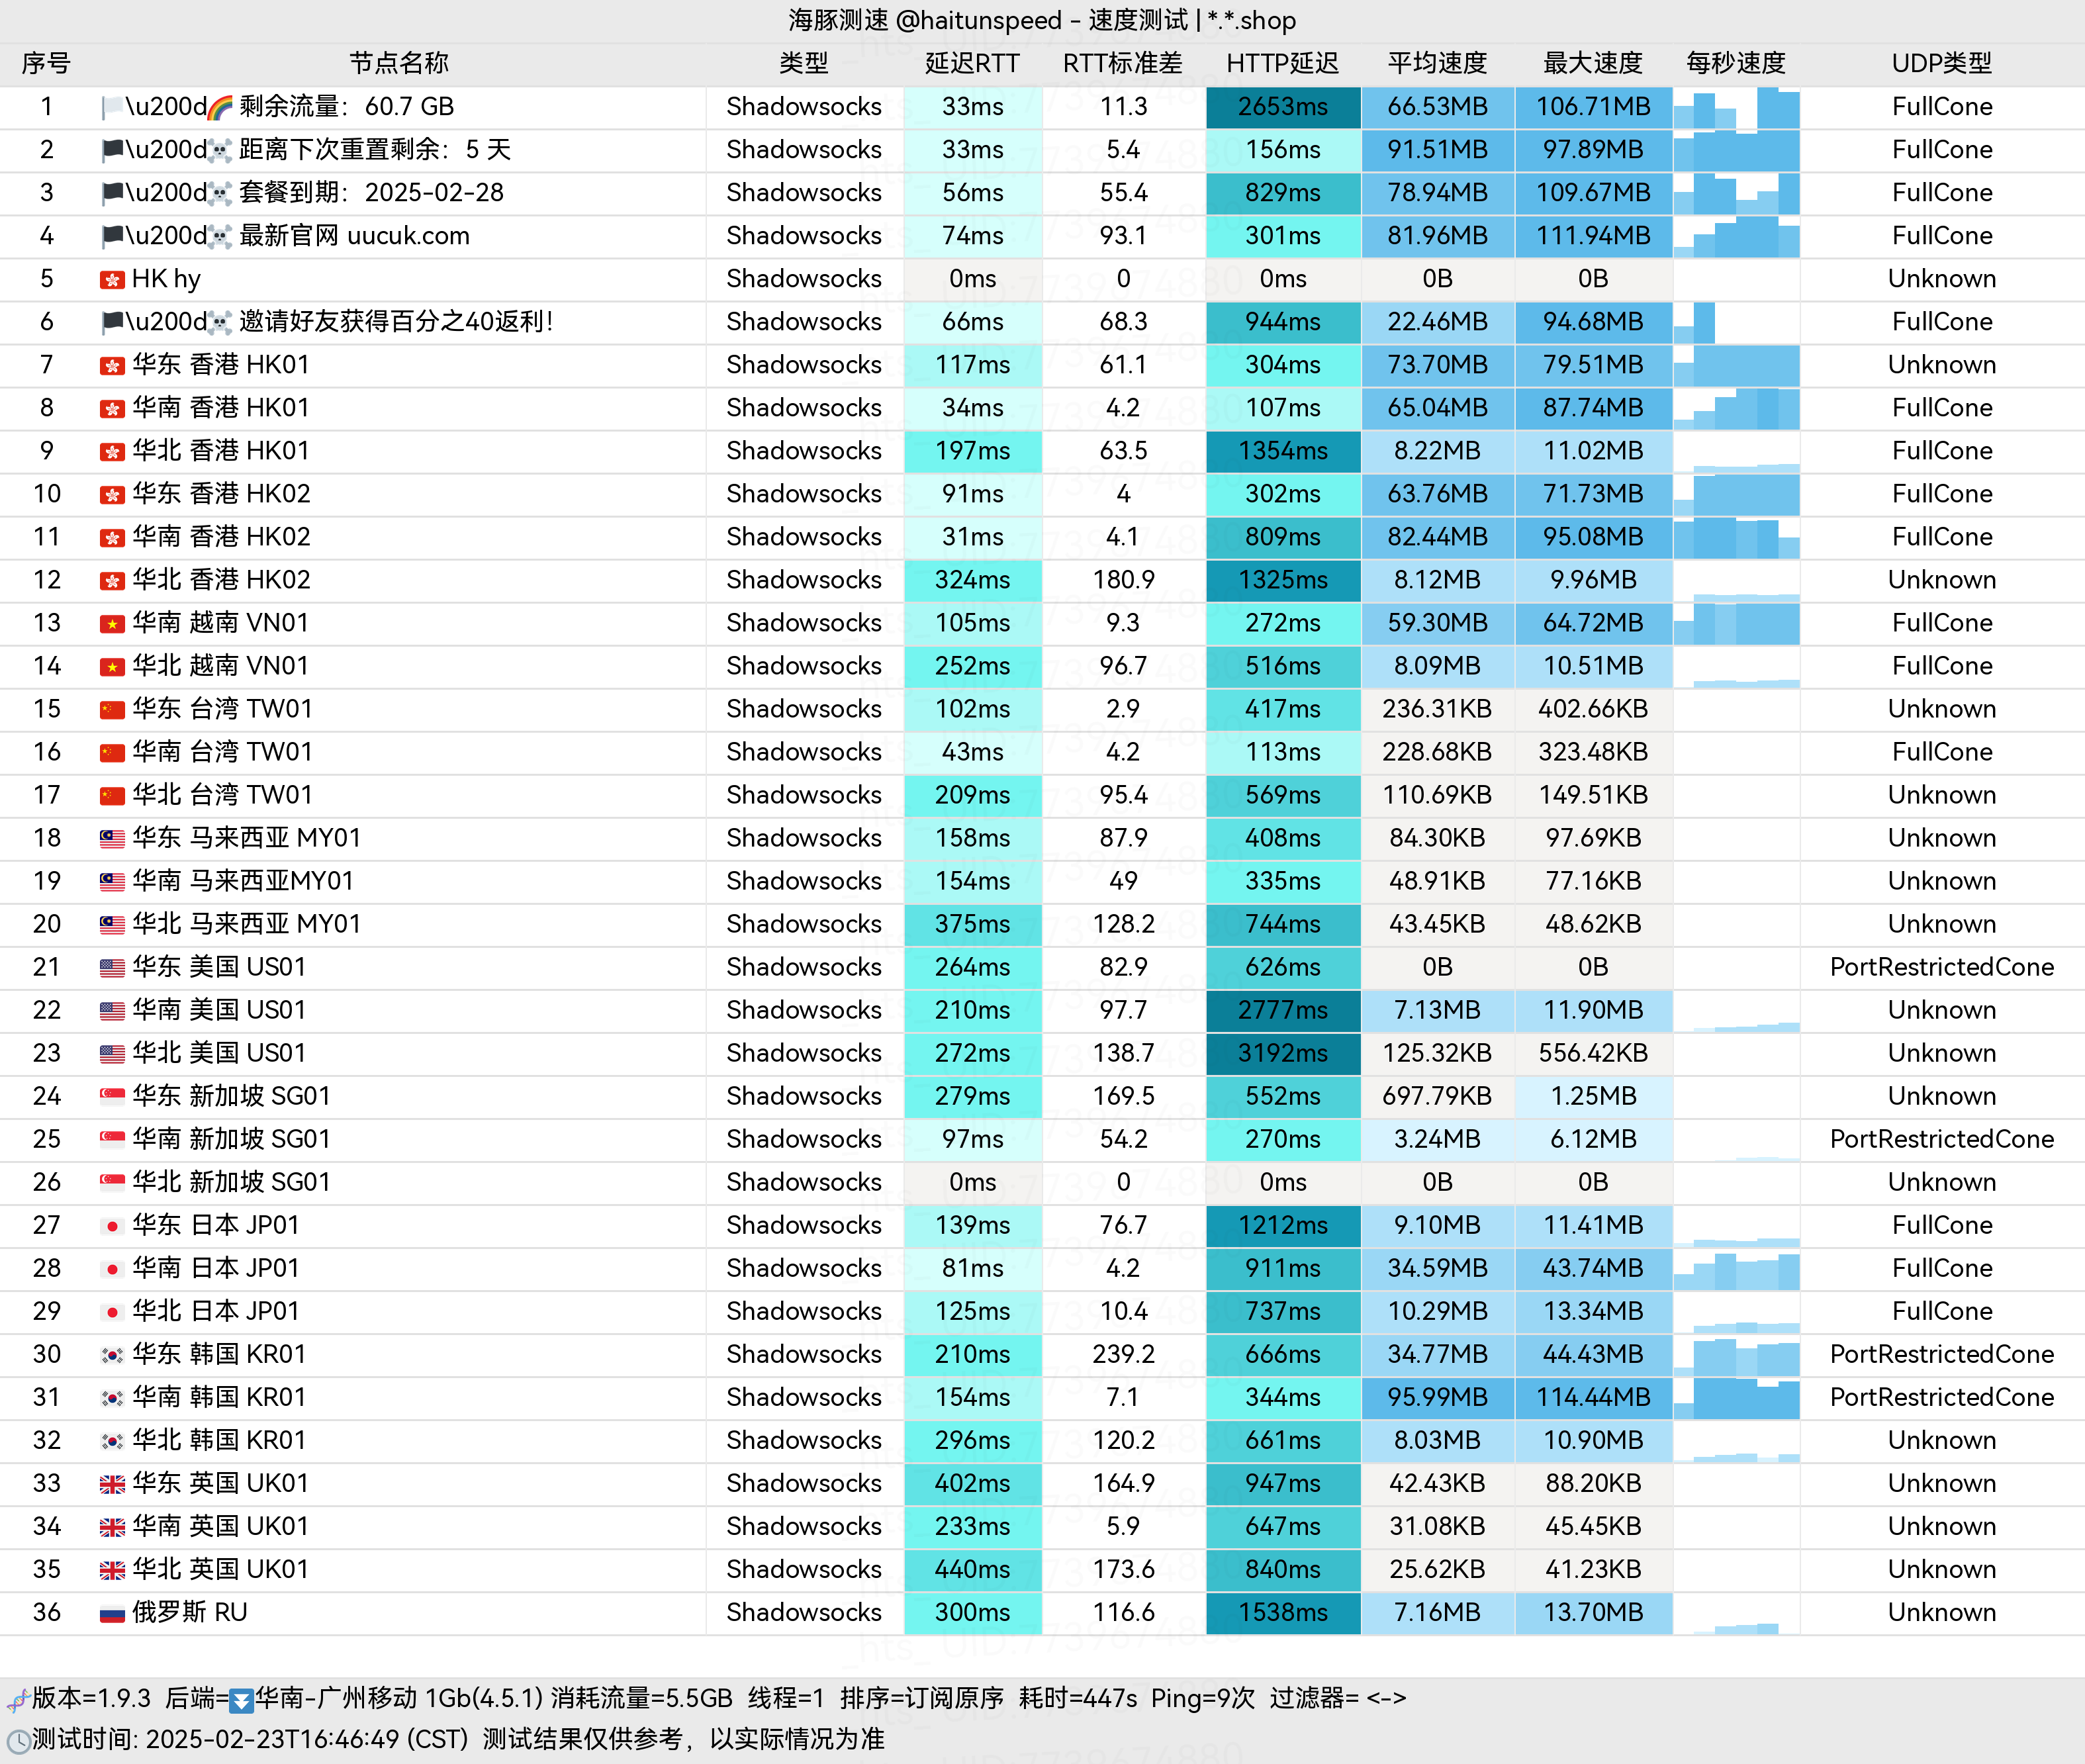 海豚测速 @haitunspeed - 速度测试 | *.*.shop
序号 节点名称 类型 延迟RTT RTT标准差 HTTP延迟 平均速度 最大速度 每秒速度 UDP类型
1 🏳️\u200d🌈 剩余流量：60.7 GB Shadowsocks 33ms 11.3 2653ms 66.53MB 106.71MB FullCone
2 🏴\u200d☠️ 距离下次重置剩余：5 天 Shadowsocks 33ms 5.4 156ms 91.51MB 97.89MB FullCone
3 🏴\u200d☠️ 套餐到期：2025-02-28 Shadowsocks 56ms 55.4 829ms 78.94MB 109.67MB FullCone
4 🏴\u200d☠️ 最新官网 uucuk.com Shadowsocks 74ms 93.1 301ms 81.96MB 111.94MB FullCone
5 🇭🇰 HK hy Shadowsocks 0ms 0 0ms 0B 0B Unknown
6 🏴\u200d☠️ 邀请好友获得百分之40返利！ Shadowsocks 66ms 68.3 944ms 22.46MB 94.68MB FullCone
7 🇭🇰 华东 香港 HK01 Shadowsocks 117ms 61.1 304ms 73.70MB 79.51MB Unknown
8 🇭🇰 华南 香港 HK01 Shadowsocks 34ms 4.2 107ms 65.04MB 87.74MB FullCone
9 🇭🇰 华北 香港 HK01 Shadowsocks 197ms 63.5 1354ms 8.22MB 11.02MB FullCone
10 🇭🇰 华东 香港 HK02 Shadowsocks 91ms 4 302ms 63.76MB 71.73MB FullCone
11 🇭🇰 华南 香港 HK02 Shadowsocks 31ms 4.1 809ms 82.44MB 95.08MB FullCone
12 🇭🇰 华北 香港 HK02 Shadowsocks 324ms 180.9 1325ms 8.12MB 9.96MB Unknown
13 🇻🇳 华南 越南 VN01 Shadowsocks 105ms 9.3 272ms 59.30MB 64.72MB FullCone
14 🇻🇳 华北 越南 VN01 Shadowsocks 252ms 96.7 516ms 8.09MB 10.51MB FullCone
15 🇨🇳 华东 台湾 TW01 Shadowsocks 102ms 2.9 417ms 236.31KB 402.66KB Unknown
16 🇨🇳 华南 台湾 TW01 Shadowsocks 43ms 4.2 113ms 228.68KB 323.48KB FullCone
17 🇨🇳 华北 台湾 TW01 Shadowsocks 209ms 95.4 569ms 110.69KB 149.51KB Unknown
18 🇲🇾 华东 马来西亚 MY01 Shadowsocks 158ms 87.9 408ms 84.30KB 97.69KB Unknown
19 🇲🇾 华南 马来西亚MY01 Shadowsocks 154ms 49 335ms 48.91KB 77.16KB Unknown
20 🇲🇾 华北 马来西亚 MY01 Shadowsocks 375ms 128.2 744ms 43.45KB 48.62KB Unknown
21 🇺🇸 华东 美国 US01 Shadowsocks 264ms 82.9 626ms 0B 0B PortRestrictedCone
22 🇺🇸 华南 美国 US01 Shadowsocks 210ms 97.7 2777ms 7.13MB 11.90MB Unknown
23 🇺🇸 华北 美国 US01 Shadowsocks 272ms 138.7 3192ms 125.32KB 556.42KB Unknown
24 🇸🇬 华东 新加坡 SG01 Shadowsocks 279ms 169.5 552ms 697.79KB 1.25MB Unknown
25 🇸🇬 华南 新加坡 SG01 Shadowsocks 97ms 54.2 270ms 3.24MB 6.12MB PortRestrictedCone
26 🇸🇬 华北 新加坡 SG01 Shadowsocks 0ms 0 0ms 0B 0B Unknown
27 🇯🇵 华东 日本 JP01 Shadowsocks 139ms 76.7 1212ms 9.10MB 11.41MB FullCone
28 🇯🇵 华南 日本 JP01 Shadowsocks 81ms 4.2 911ms 34.59MB 43.74MB FullCone
29 🇯🇵 华北 日本 JP01 Shadowsocks 125ms 10.4 737ms 10.29MB 13.34MB FullCone
30 🇰🇷 华东 韩国 KR01 Shadowsocks 210ms 239.2 666ms 34.77MB 44.43MB PortRestrictedCone
31 🇰🇷 华南 韩国 KR01 Shadowsocks 154ms 7.1 344ms 95.99MB 114.44MB PortRestrictedCone
32 🇰🇷 华北 韩国 KR01 Shadowsocks 296ms 120.2 661ms 8.03MB 10.90MB Unknown
33 🇬🇧 华东 英国 UK01 Shadowsocks 402ms 164.9 947ms 42.43KB 88.20KB Unknown
34 🇬🇧 华南 英国 UK01 Shadowsocks 233ms 5.9 647ms 31.08KB 45.45KB Unknown
35 🇬🇧 华北 英国 UK01 Shadowsocks 440ms 173.6 840ms 25.62KB 41.23KB Unknown
36 🇷🇺 俄罗斯 RU Shadowsocks 300ms 116.6 1538ms 7.16MB 13.70MB Unknown
🧬版本=1.9.3 后端=⏬华南-广州移动 1Gb(4.5.1) 消耗流量=5.5GB 线程=1 排序=订阅原序 耗时=447s Ping=9次 过滤器= <->
🕓测试时间: 2025-02-23T16:46:49 (CST) 测试结果仅供参考，以实际情况为准